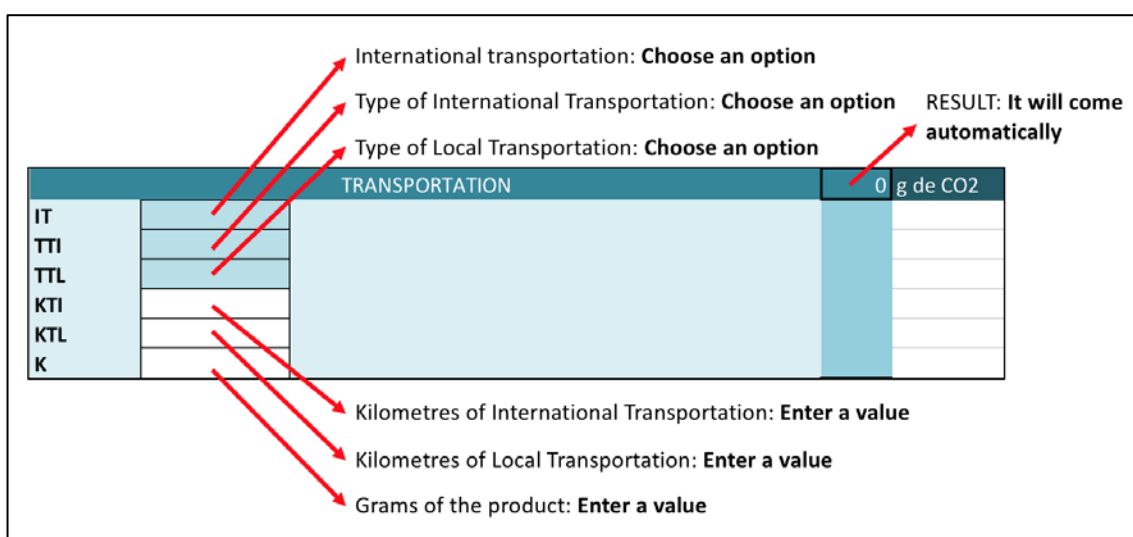 International transportation: Choose an option
Type of International Transportation: Choose an option
RESULT: It will come
automatically
Type of Local Transportation: Choose an option
TRANSPORTATION 0 g de CO2
IT
TTI
TTL
KTI
KTL
K
Kilometres of International Transportation: Enter a value
Kilometres of Local Transportation: Enter a value
Grams of the product: Enter a value